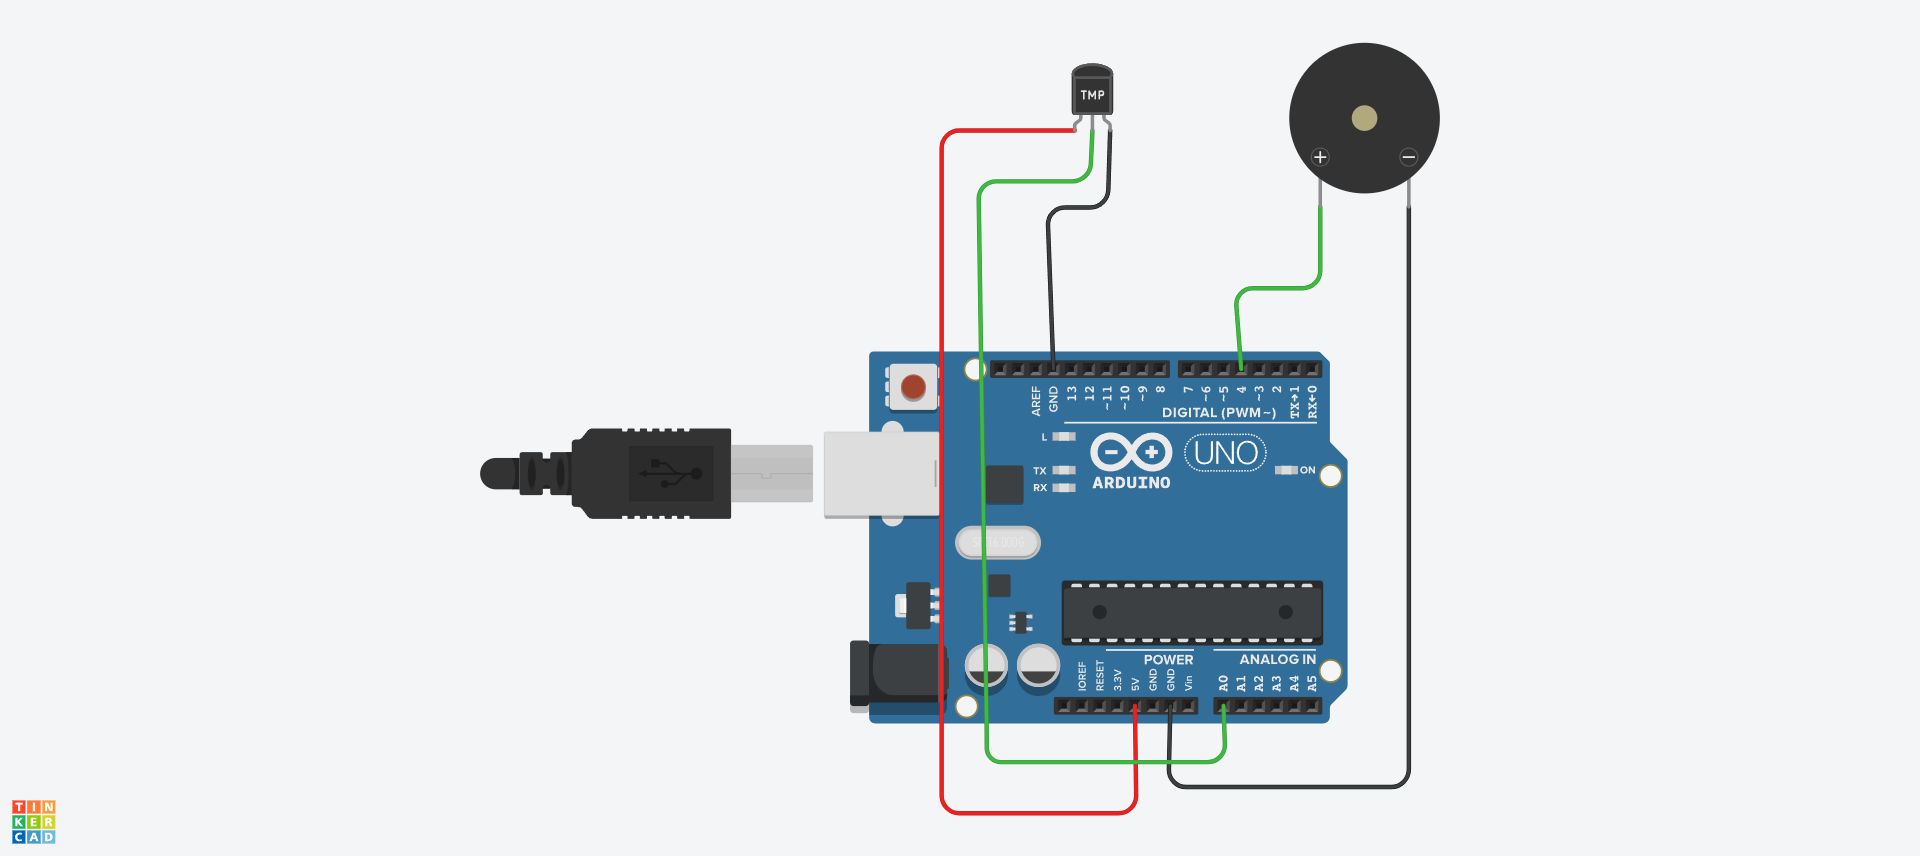 TMP
AREF
GND
13
12
~11
~10
~9
8
7
~6
~5
4
~3
2
TX→1
RX←0
DIGITAL (PWM~)
L
TX
RX
ARDUINO
UNO
ON
POWER
ANALOG IN
IOREF
RESET
3.3V
5V
GND
GND
Vin
A0
A1
A2
A3
A4
A5
TIN
KER
CAD